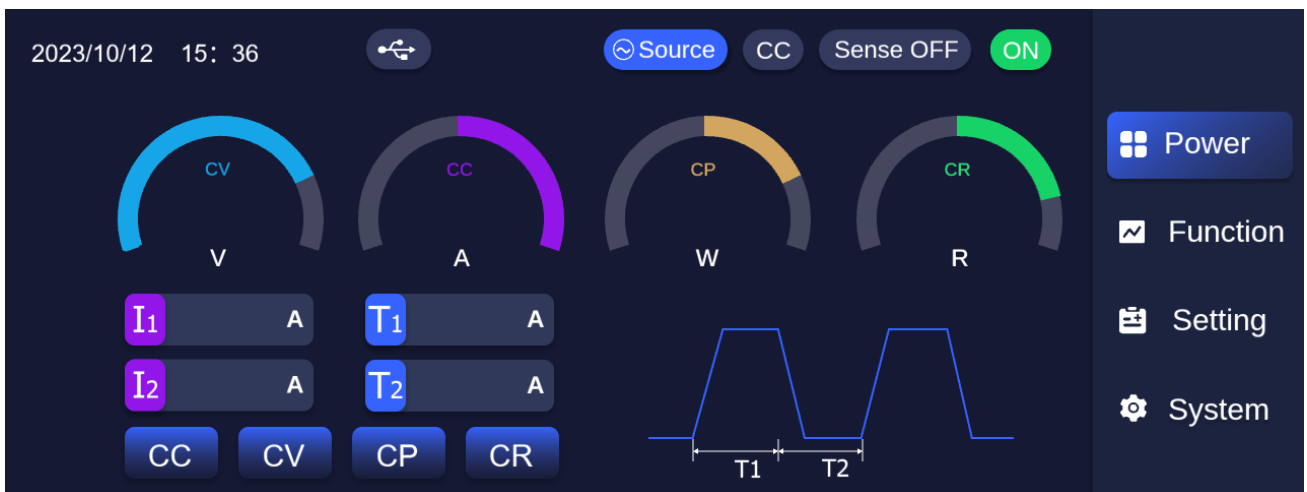 2023/10/12 15: 36
Source CC Sense OFF ON
Power
CV CC CP CR
V A W R
Function
I1 A T1 A
Setting
I2 A T2 A
System
CC CV CP CR
T1 T2